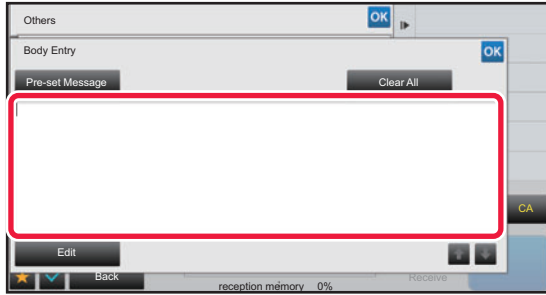 Others OK
Body Entry OK
Pre-set Message Clear All
CA
Edit
Back Receive
reception memory 0%